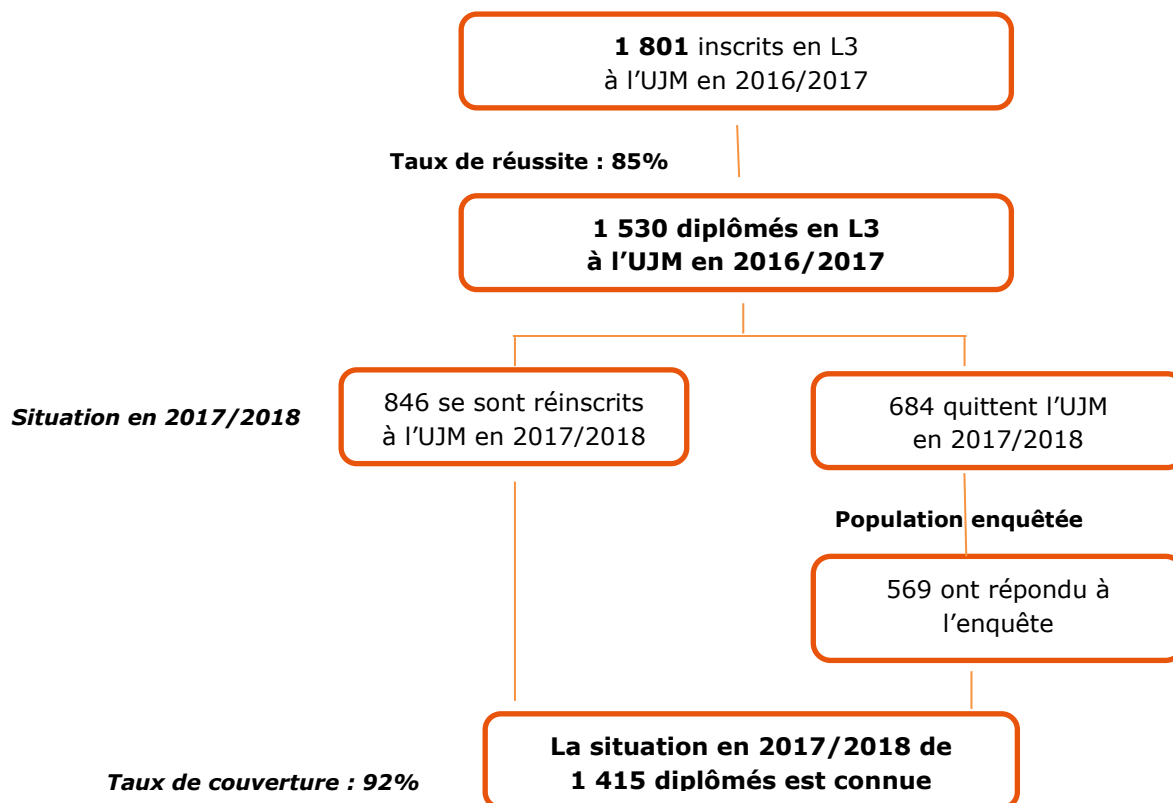 1 801 inscrits en L3
à l’UJM en 2016/2017
Taux de réussite : 85%
1 530 diplômés en L3
à l’UJM en 2016/2017
Situation en 2017/2018
846 se sont réinscrits
à l’UJM en 2017/2018
684 quittent l’UJM
en 2017/2018
Population enquêtée
569 ont répondu à
l’enquête
La situation en 2017/2018 de
1 415 diplômés est connue
Taux de couverture : 92%